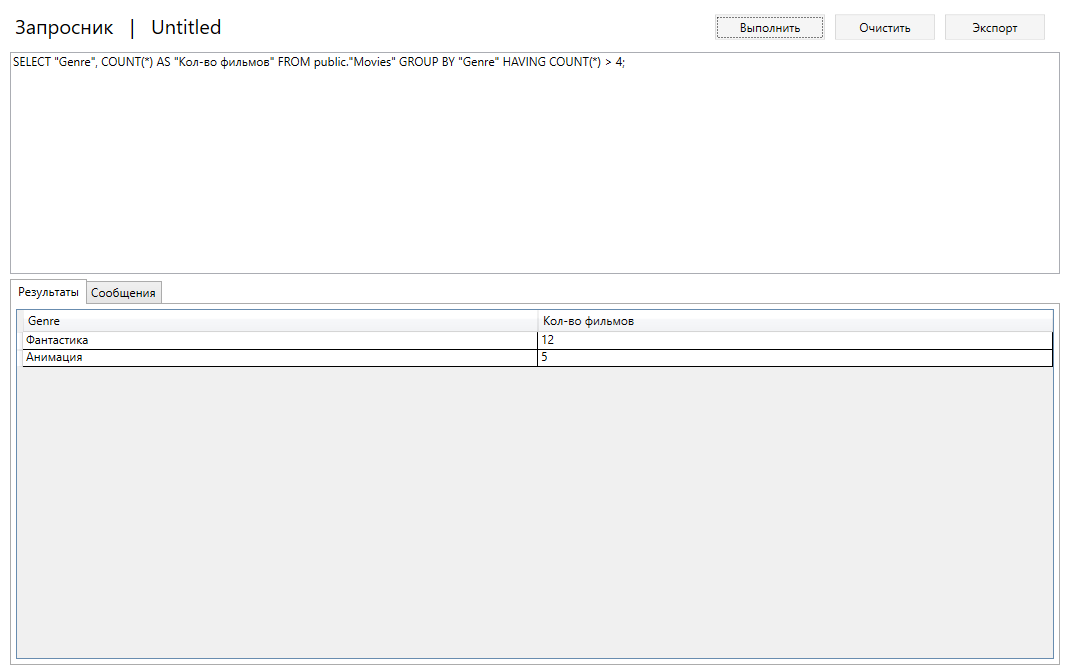 Запросник | Untitled
Выполнить Очистить Экспорт
SELECT "Genre", COUNT(*) AS "Кол-во фильмов" FROM public."Movies" GROUP BY "Genre" HAVING COUNT(*) > 4;
Результаты Сообщения
Genre Кол-во фильмов
Фантастика 12
Анимация 5